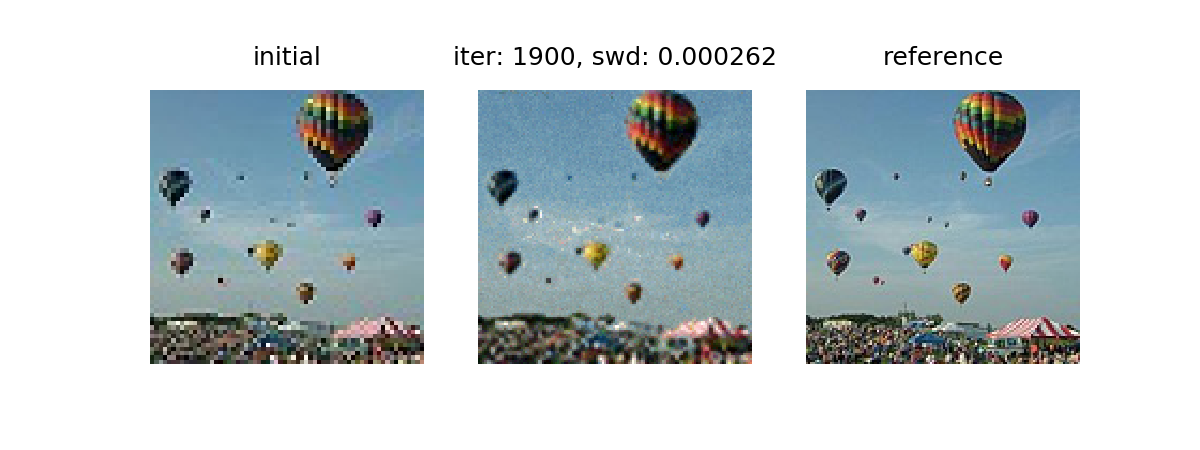 initial
iter: 1900, swd: 0.000262
reference